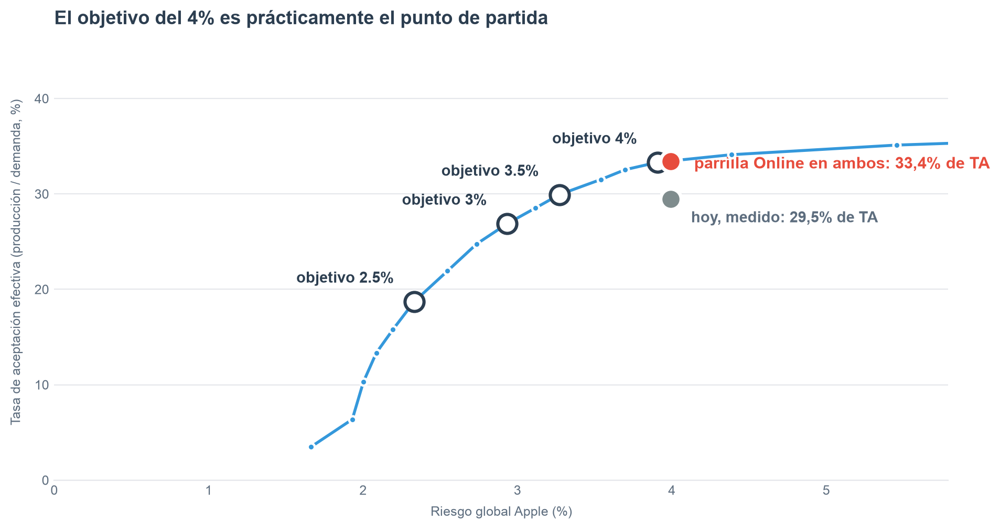 El objetivo del 4% es prácticamente el punto de partida
Tasa de aceptación efectiva (producción / demanda, %)
40
30
20
10
0
objetivo 4%
objetivo 3.5%
objetivo 3%
objetivo 2.5%
parrilla Online en ambos: 33,4% de TA
hoy, medido: 29,5% de TA
0
1
2
3
4
5
Riesgo global Apple (%)